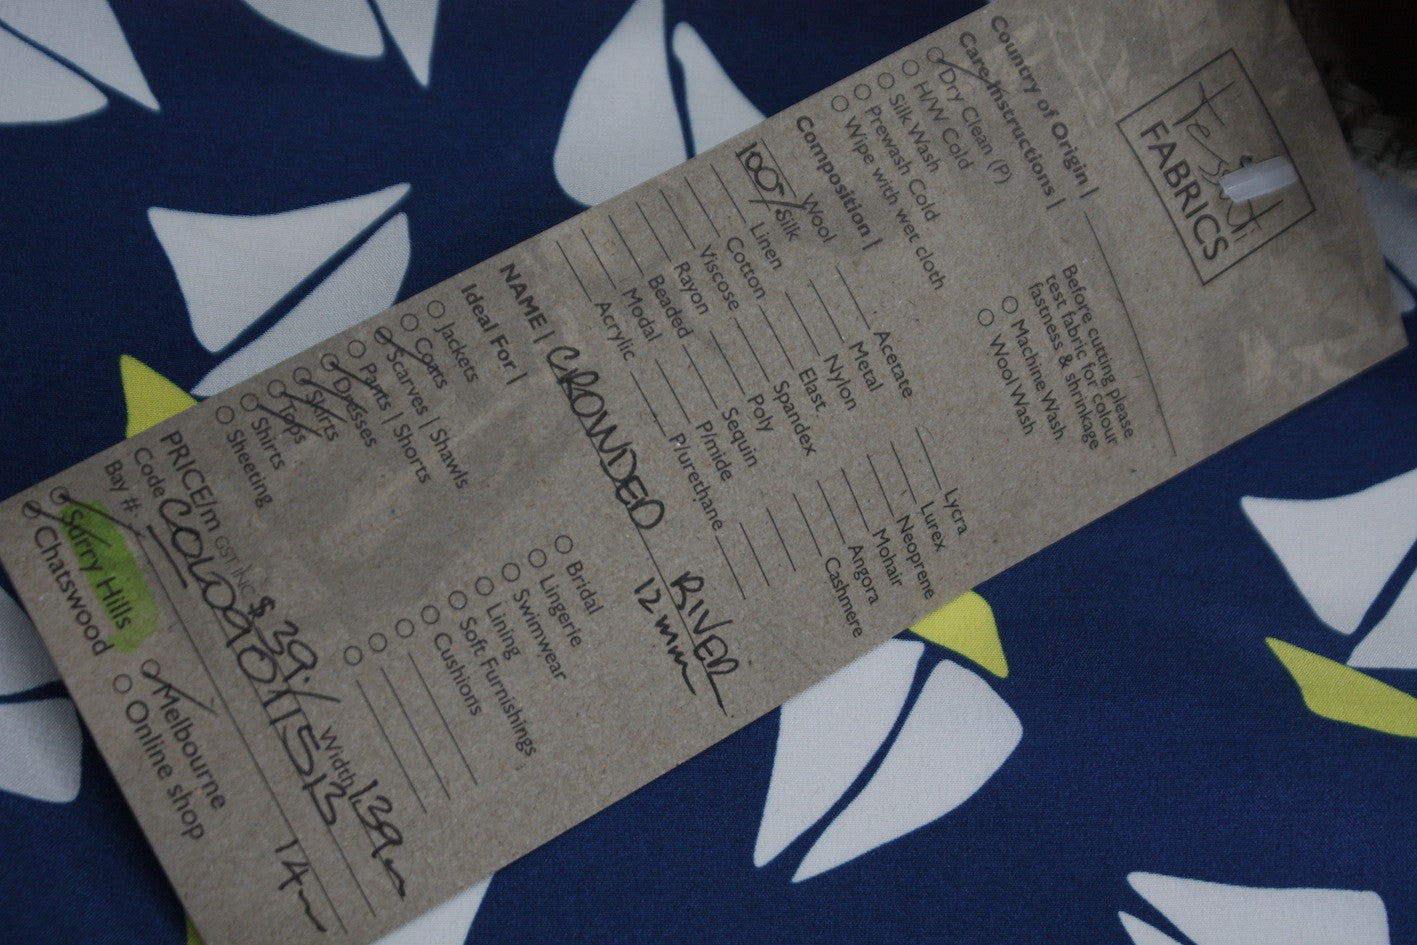 Tessuti
FABRICS
Country of Origin |
Care Instructions |
Dry Clean (P)
H/W Cold
Silk Wash
Prewash Cold
Wipe with wet cloth
Before cutting please
test fabric for colour
fastness & shrinkage
Machine Wash
Wool Wash
Composition |
Wool
100% Silk
Linen
Cotton
Viscose
Rayon
Beaded
Modal
Acrylic
Acetate
Metal
Nylon
Elast.
Spandex
Poly
Sequin
P/mide
P/urethane
Lycra
Lurex
Neoprene
Mohair
Angora
Cashmere
NAME | CROWDED RIVER
12mm
Ideal For |
Jackets
Coats
Scarves | Shawls
Pants | Shorts
Dresses
Skirts
Tops
Shirts
Sheeting
Bridal
Lingerie
Swimwear
Lining
Soft Furnishings
Cushions
PRICE/m GST INC $39./ Width 139m
Code
Bay #
14m
Surry Hills
Chatswood
Melbourne
Online shop